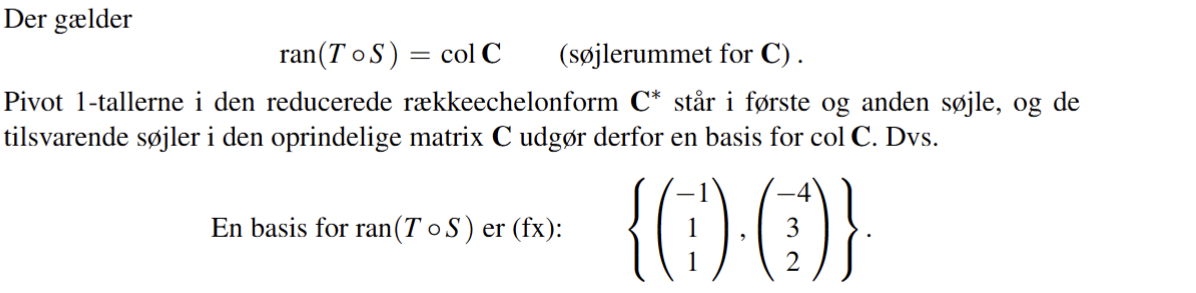 Der gælder
ran(T ∘ S) = col C (søjlerummet for C) .
Pivot 1-tallerne i den reducerede rækkeechelonform C* står i første og anden søjle, og de
tilsvarende søjler i den oprindelige matrix C udgør derfor en basis for col C. Dvs.
En basis for ran(T ∘ S) er (fx): { (−1 1 1) , (−4 3 2) } .